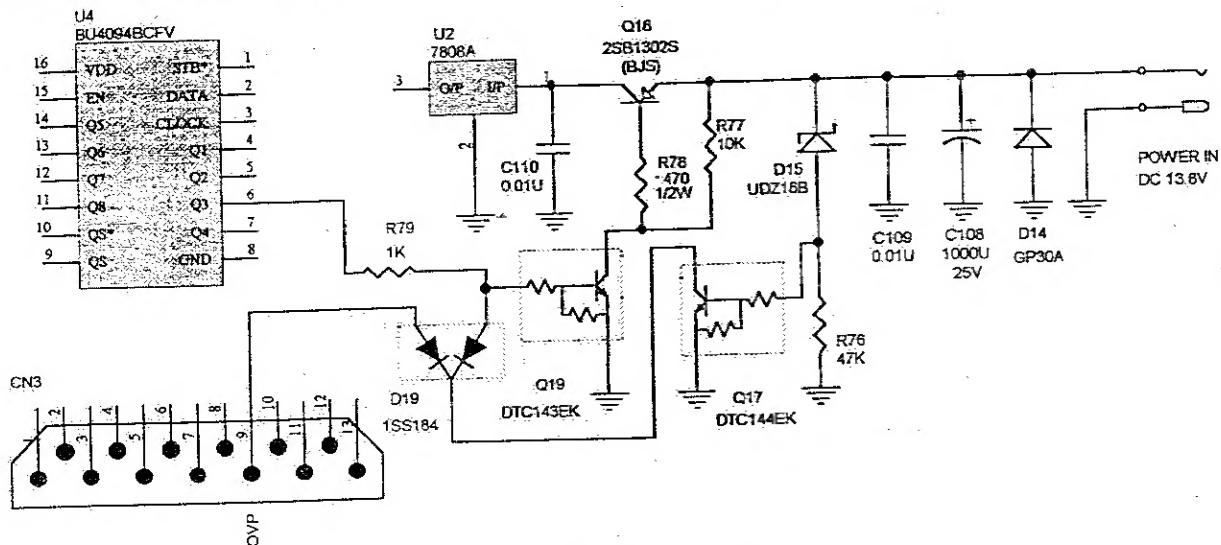 U4
BU4094BCFV
16 VDD STB* 1
15 EN DATA 2
14 Q5 CLOCK 3
13 Q6 Q1 4
12 Q7 Q2 5
11 Q8 Q3 6
10 QS* Q4 7
9 QS GND 8
U2
7808A
3 O/P I/P 1
2
C110
0.01U
Q18
2SB1302S
(BJS)
R78
470
1/2W
R77
10K
D15
UDZ16B
C109
0.01U
C108
1000U
25V
+
D14
GP30A
POWER IN
DC 13.8V
R79
1K
D19
1SS184
Q19
DTC143EK
Q17
DTC144EK
R76
47K
CN3
1 2 3 4 5 6 7 8 9 10 11 12 13
OVP